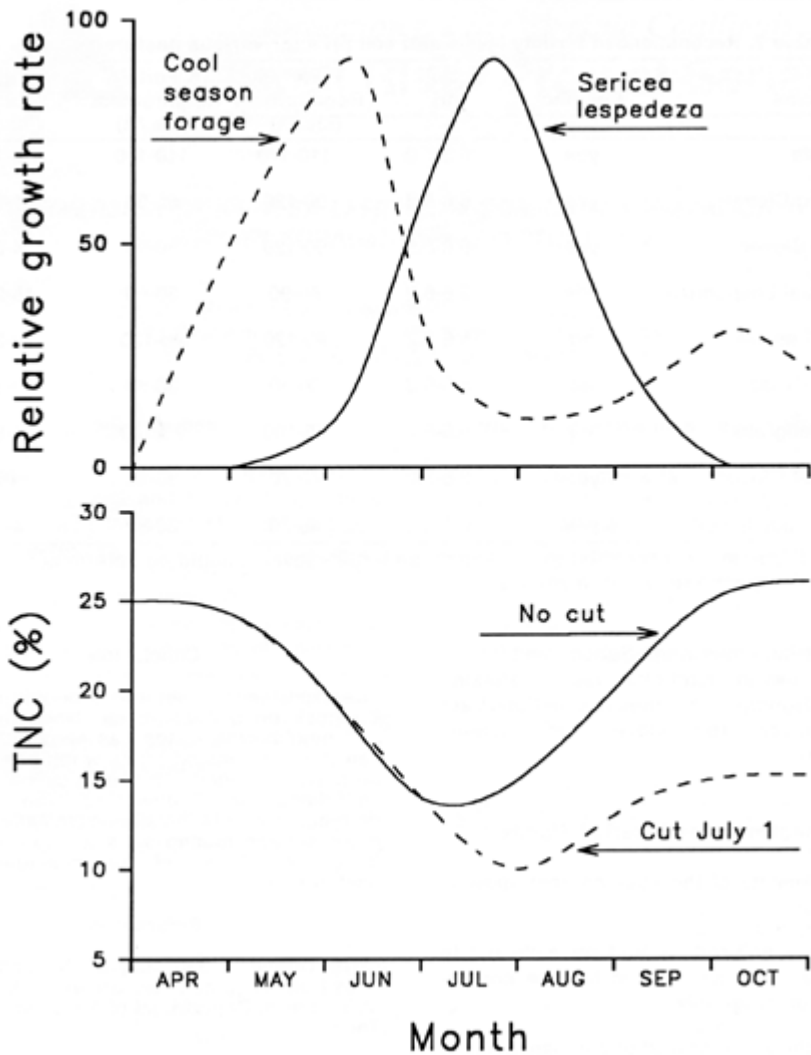 100
Cool
season
forage
Sericea
lespedeza
50
0
Relative growth rate
30
25
20
15
10
5
TNC (%)
No cut
Cut July 1
APR MAY JUN JUL AUG SEP OCT
Month